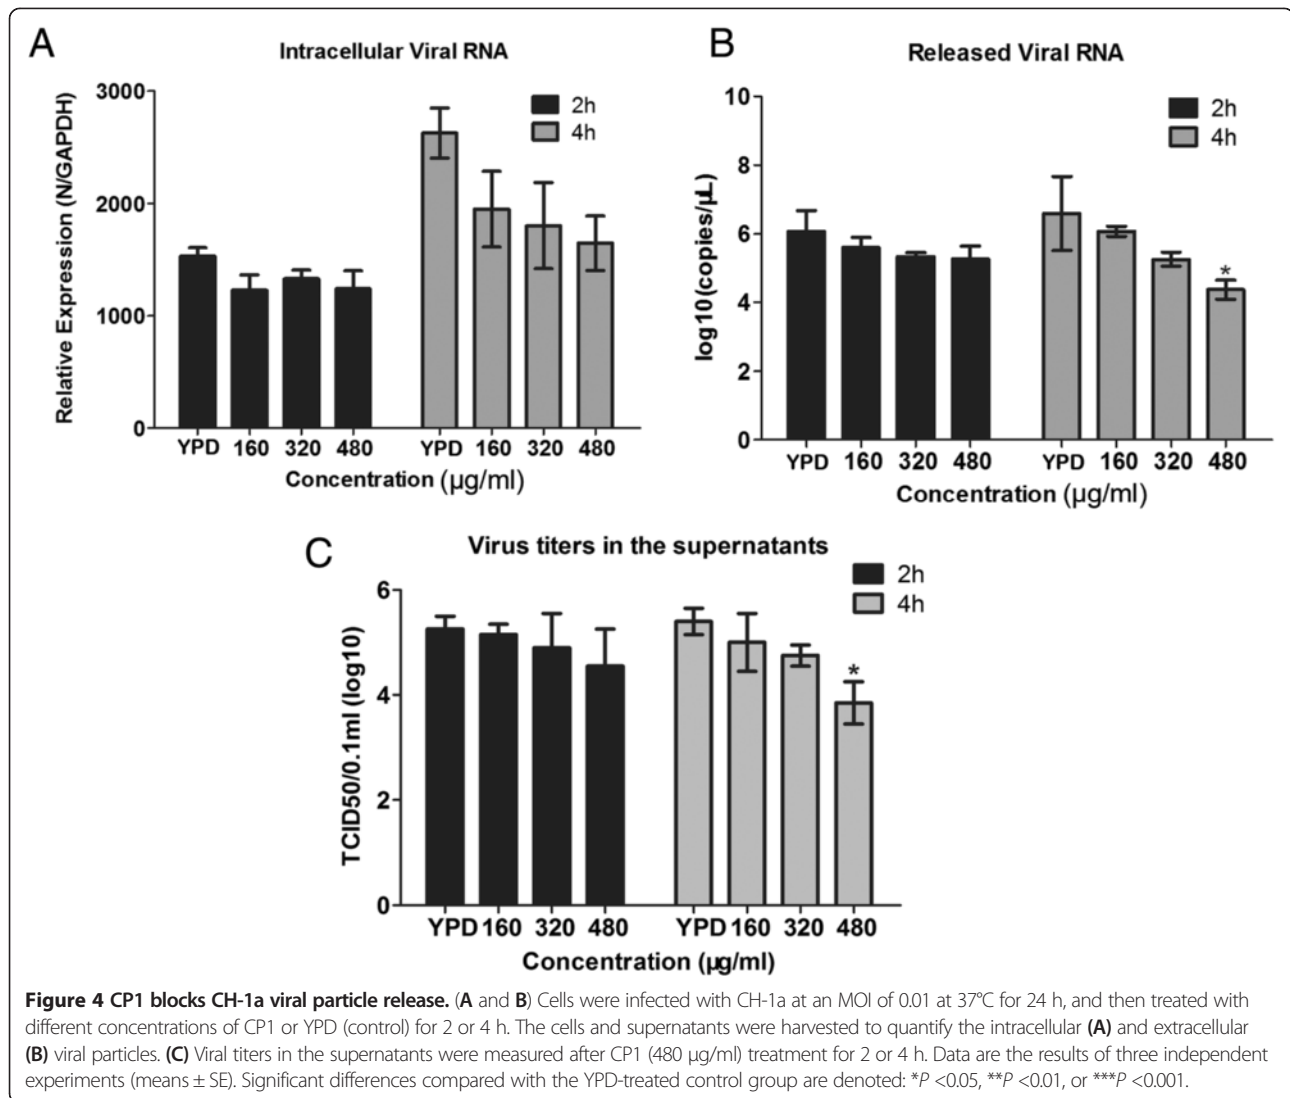 A
Intracellular Viral RNA
2h
4h
Relative Expression (N/GAPDH)
3000
2000
1000
0
YPD 160 320 480 YPD 160 320 480
Concentration (μg/ml)
B
Released Viral RNA
2h
4h
log10(copies/μL)
10
8
6
4
2
0
*
YPD 160 320 480 YPD 160 320 480
Concentration (μg/ml)
C
Virus titers in the supernatants
2h
4h
TCID50/0.1ml (log10)
6
4
2
0
*
YPD 160 320 480 YPD 160 320 480
Concentration (μg/ml)
Figure 4 CP1 blocks CH-1a viral particle release. (A and B) Cells were infected with CH-1a at an MOI of 0.01 at 37°C for 24 h, and then treated with
different concentrations of CP1 or YPD (control) for 2 or 4 h. The cells and supernatants were harvested to quantify the intracellular (A) and extracellular
(B) viral particles. (C) Viral titers in the supernatants were measured after CP1 (480 μg/ml) treatment for 2 or 4 h. Data are the results of three independent
experiments (means ± SE). Significant differences compared with the YPD-treated control group are denoted: *P <0.05, **P <0.01, or ***P <0.001.